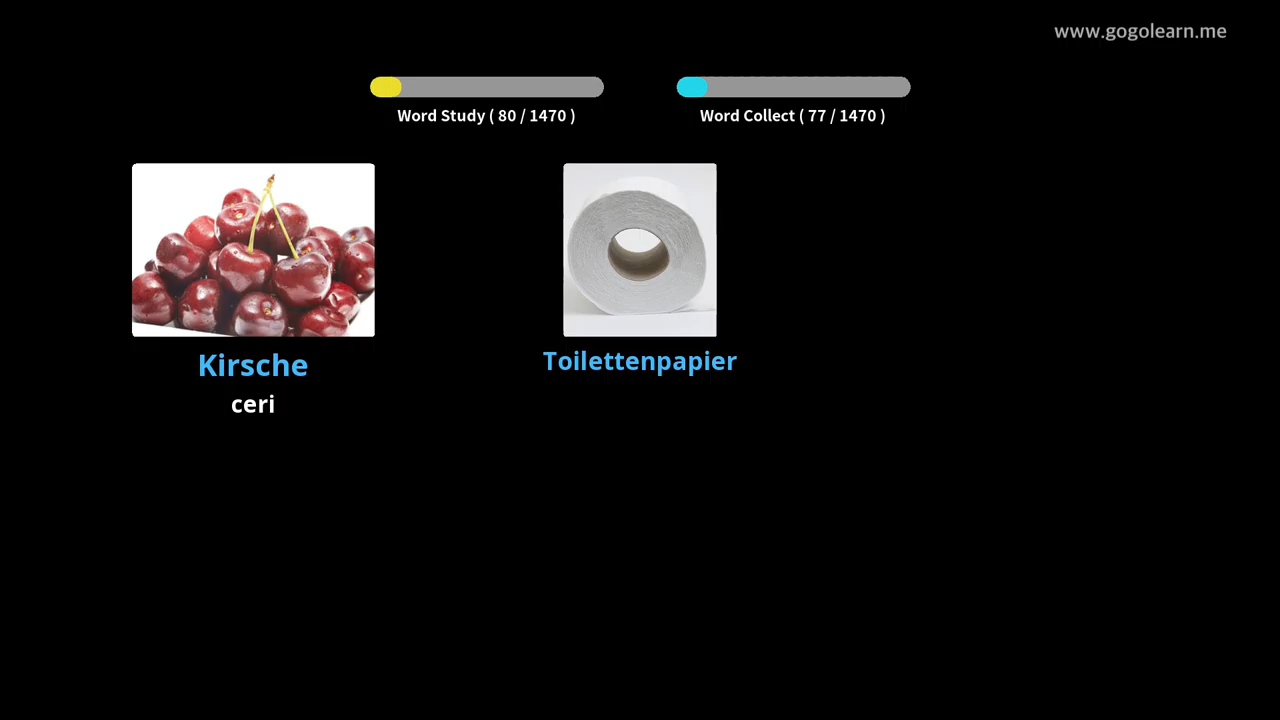 www.gogolearn.me
Word Study ( 80 / 1470 )
Word Collect ( 77 / 1470 )
Kirsche
ceri
Toilettenpapier